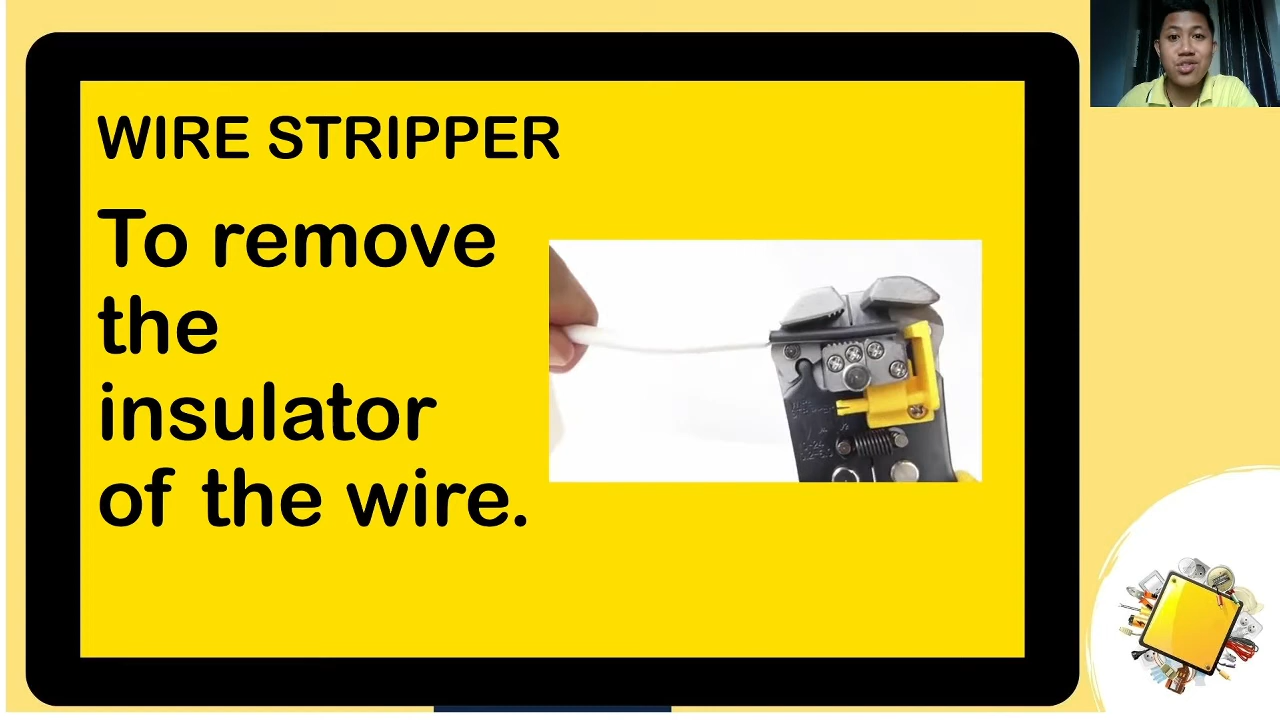 WIRE STRIPPER
To remove
the
insulator
of the wire.